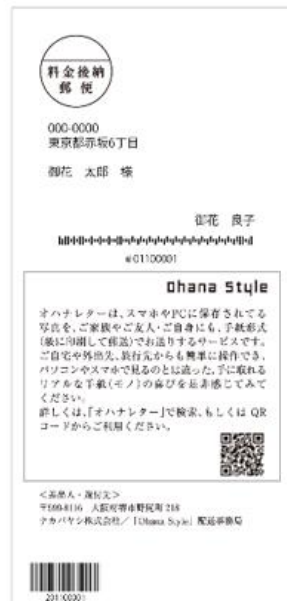 料金後納
郵便
000-0000
東京都赤坂6丁目
御花 太郎 様
御花 良子
e-01100001
Ohana Style
オハナレターは、スマホやPCに保存されてる
写真を、ご家族やご友人・ご自身にも、手紙形式
(紙に印刷して郵送)でお送りするサービスです。
ご自宅や外出先、旅行先からも簡単に操作でき、
パソコンやスマホで見るのとは違った、手に取れる
リアルな手紙(モノ)の喜びを是非感じてみて
ください。
詳しくは、「オハナレター」で検索、もしくは QR
コードからご利用ください。
<差出人・還付先>
〒599-8116 大阪府堺市野尻町 218
ナカバヤシ株式会社/「Ohana Style」配送事務局
201100001